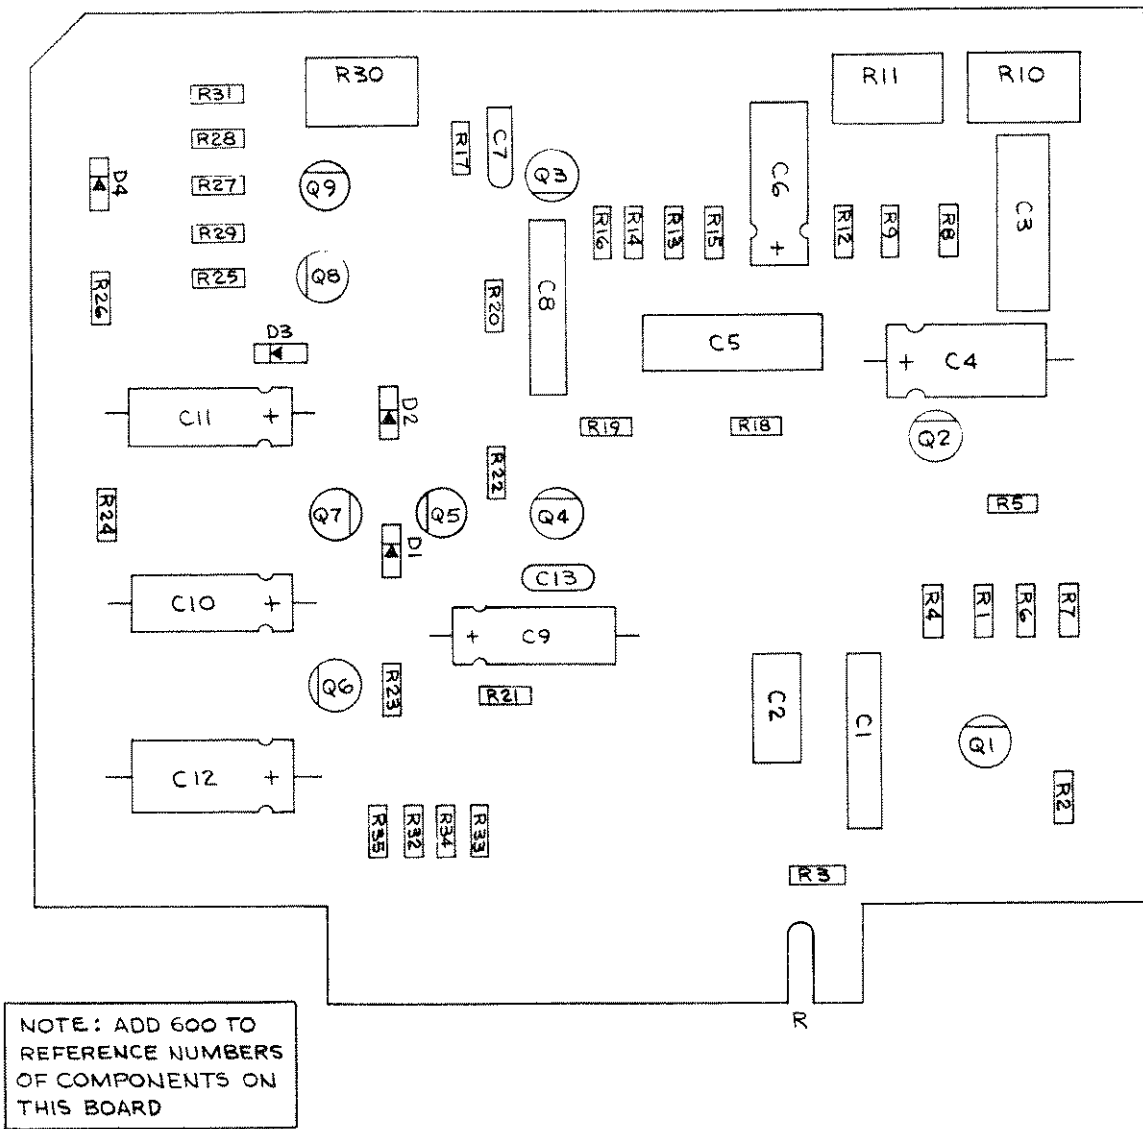 R30
R11
R10
R31
R28
R17
C7
Q3
C6
D4
R27
Q9
C3
R29
R16
R14
R13
R15
+
R12
R9
R8
R26
R25
Q8
R20
C8
D3
C5
+ C4
C11 +
D2
R19
R18
Q2
R22
R24
Q7
Q5
Q4
R5
D1
C13
C10 +
+ C9
R4
R1
R6
R7
Q6
R23
R21
C2
C1
Q1
C12 +
R2
R35
R32
R34
R33
R3
R
NOTE: ADD 600 TO
REFERENCE NUMBERS
OF COMPONENTS ON
THIS BOARD